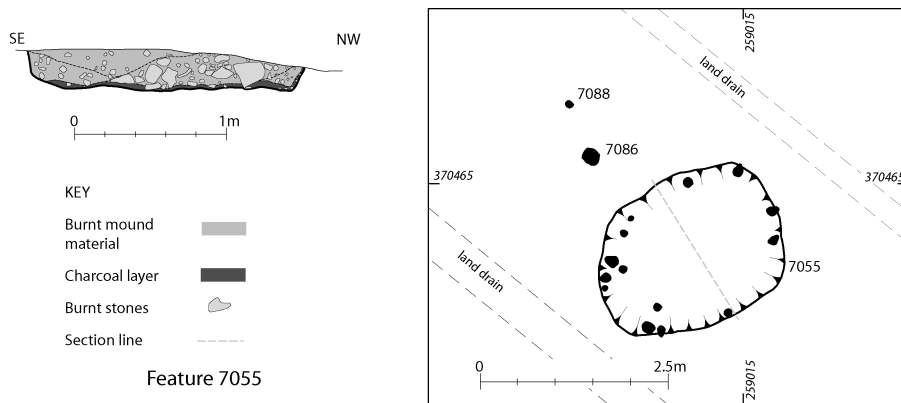 SE
NW
0
1m
KEY
Burnt mound
material
Charcoal layer
Burnt stones
Section line
Feature 7055
259015
land drain
7088
7086
370465
370465
land drain
7055
0
2.5m
259015